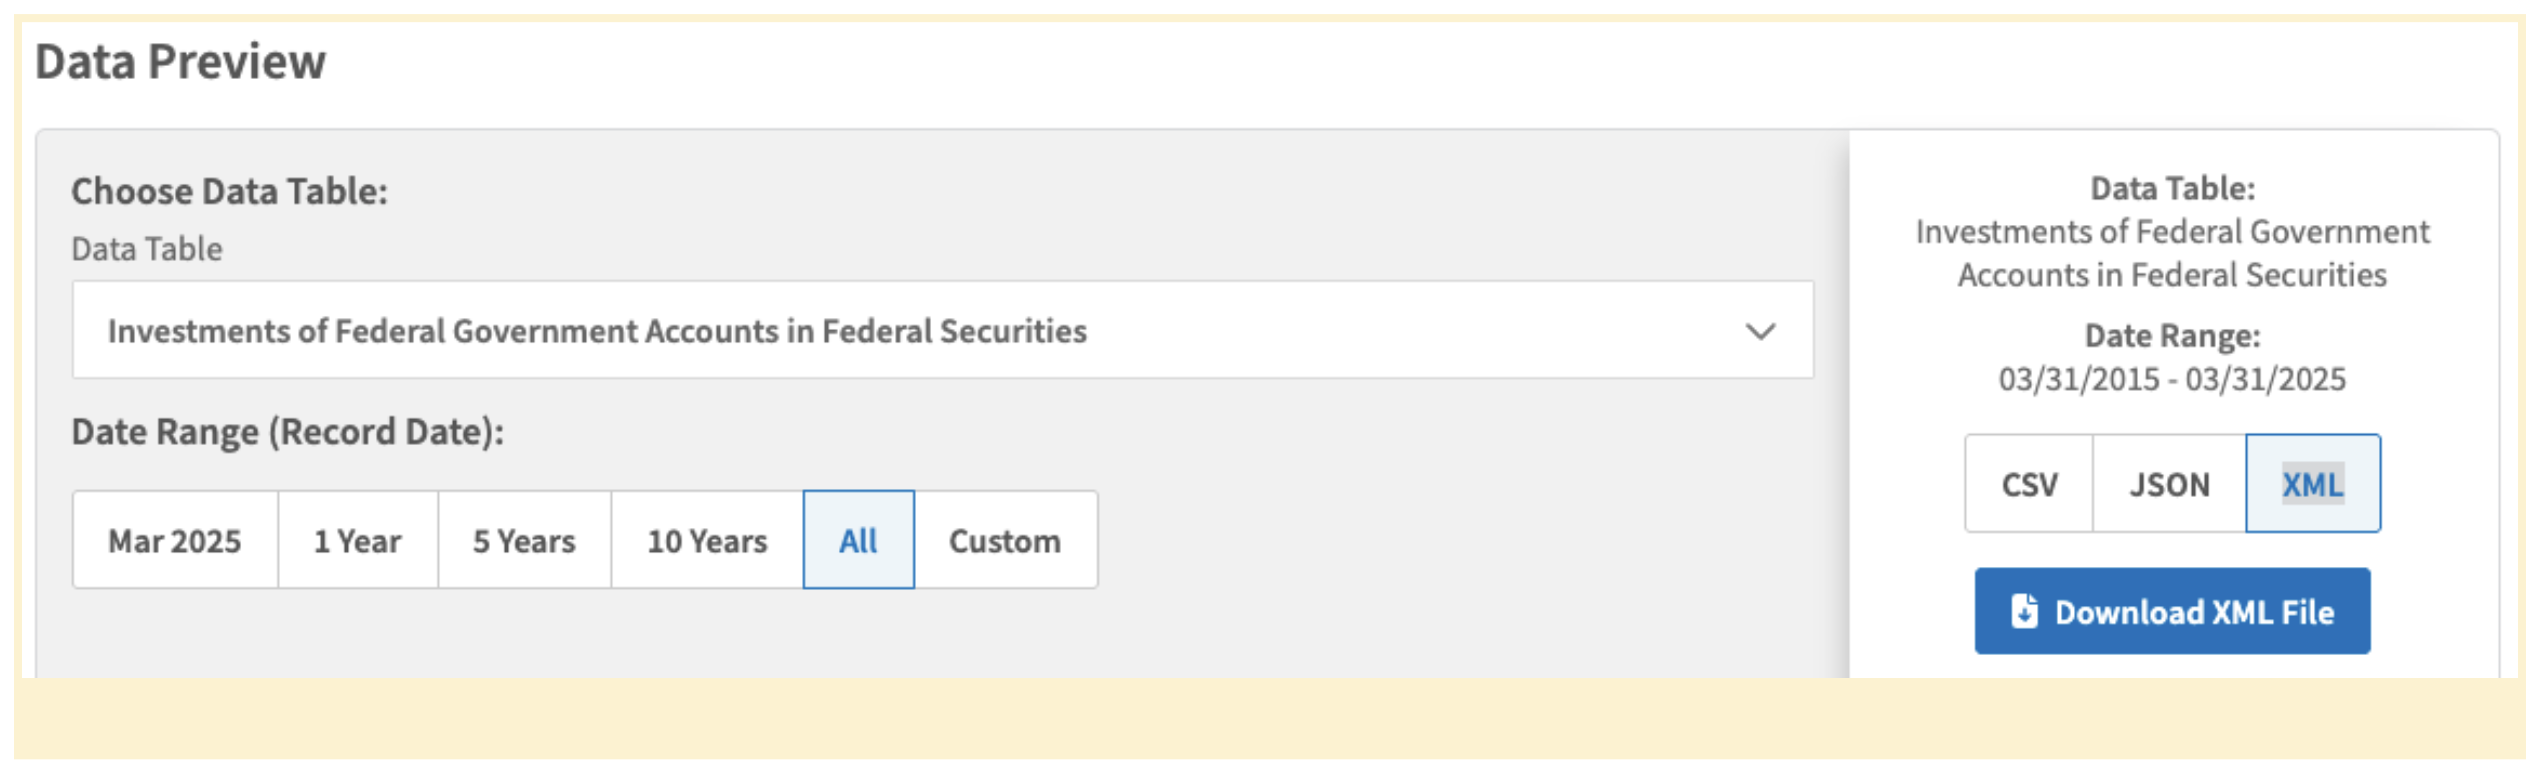 Data Preview
Choose Data Table:
Data Table
Investments of Federal Government Accounts in Federal Securities
Date Range (Record Date):
Mar 2025 1 Year 5 Years 10 Years All Custom
Data Table:
Investments of Federal Government
Accounts in Federal Securities
Date Range:
03/31/2015 - 03/31/2025
CSV JSON XML
Download XML File